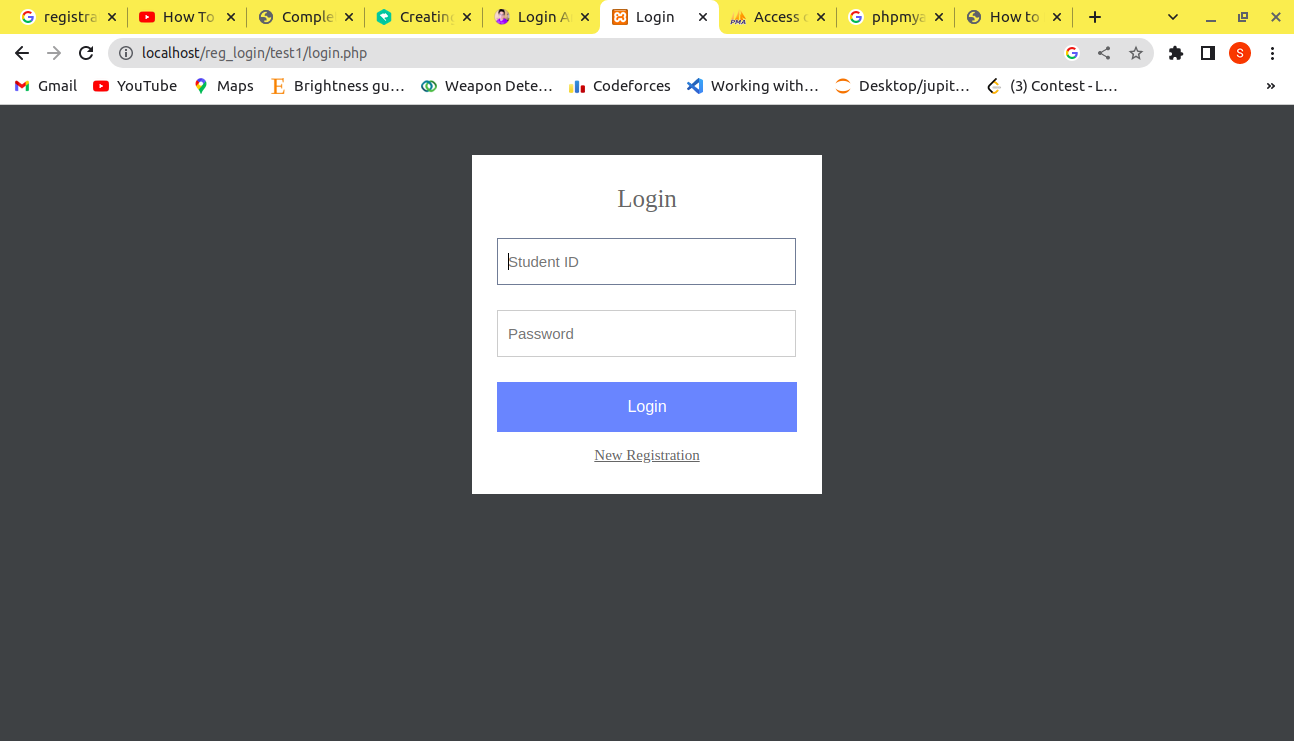 registra How To Comple Creating Login A Login Access phpmya How to
localhost/reg_login/test1/login.php S
Gmail YouTube Maps Brightness gu... Weapon Dete... Codeforces Working with... Desktop/jupit... (3) Contest - L... »
Login
Student ID
Password
Login
New Registration